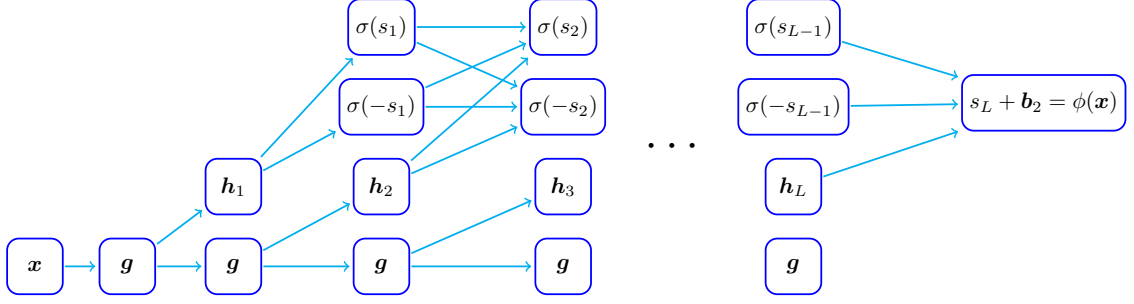 σ(s₁) σ(s₂) σ(s_{L−1})
σ(−s₁) σ(−s₂) σ(−s_{L−1}) s_L + b₂ = ϕ(x)
. . .
h₁ h₂ h₃ h_L
x g g g g g